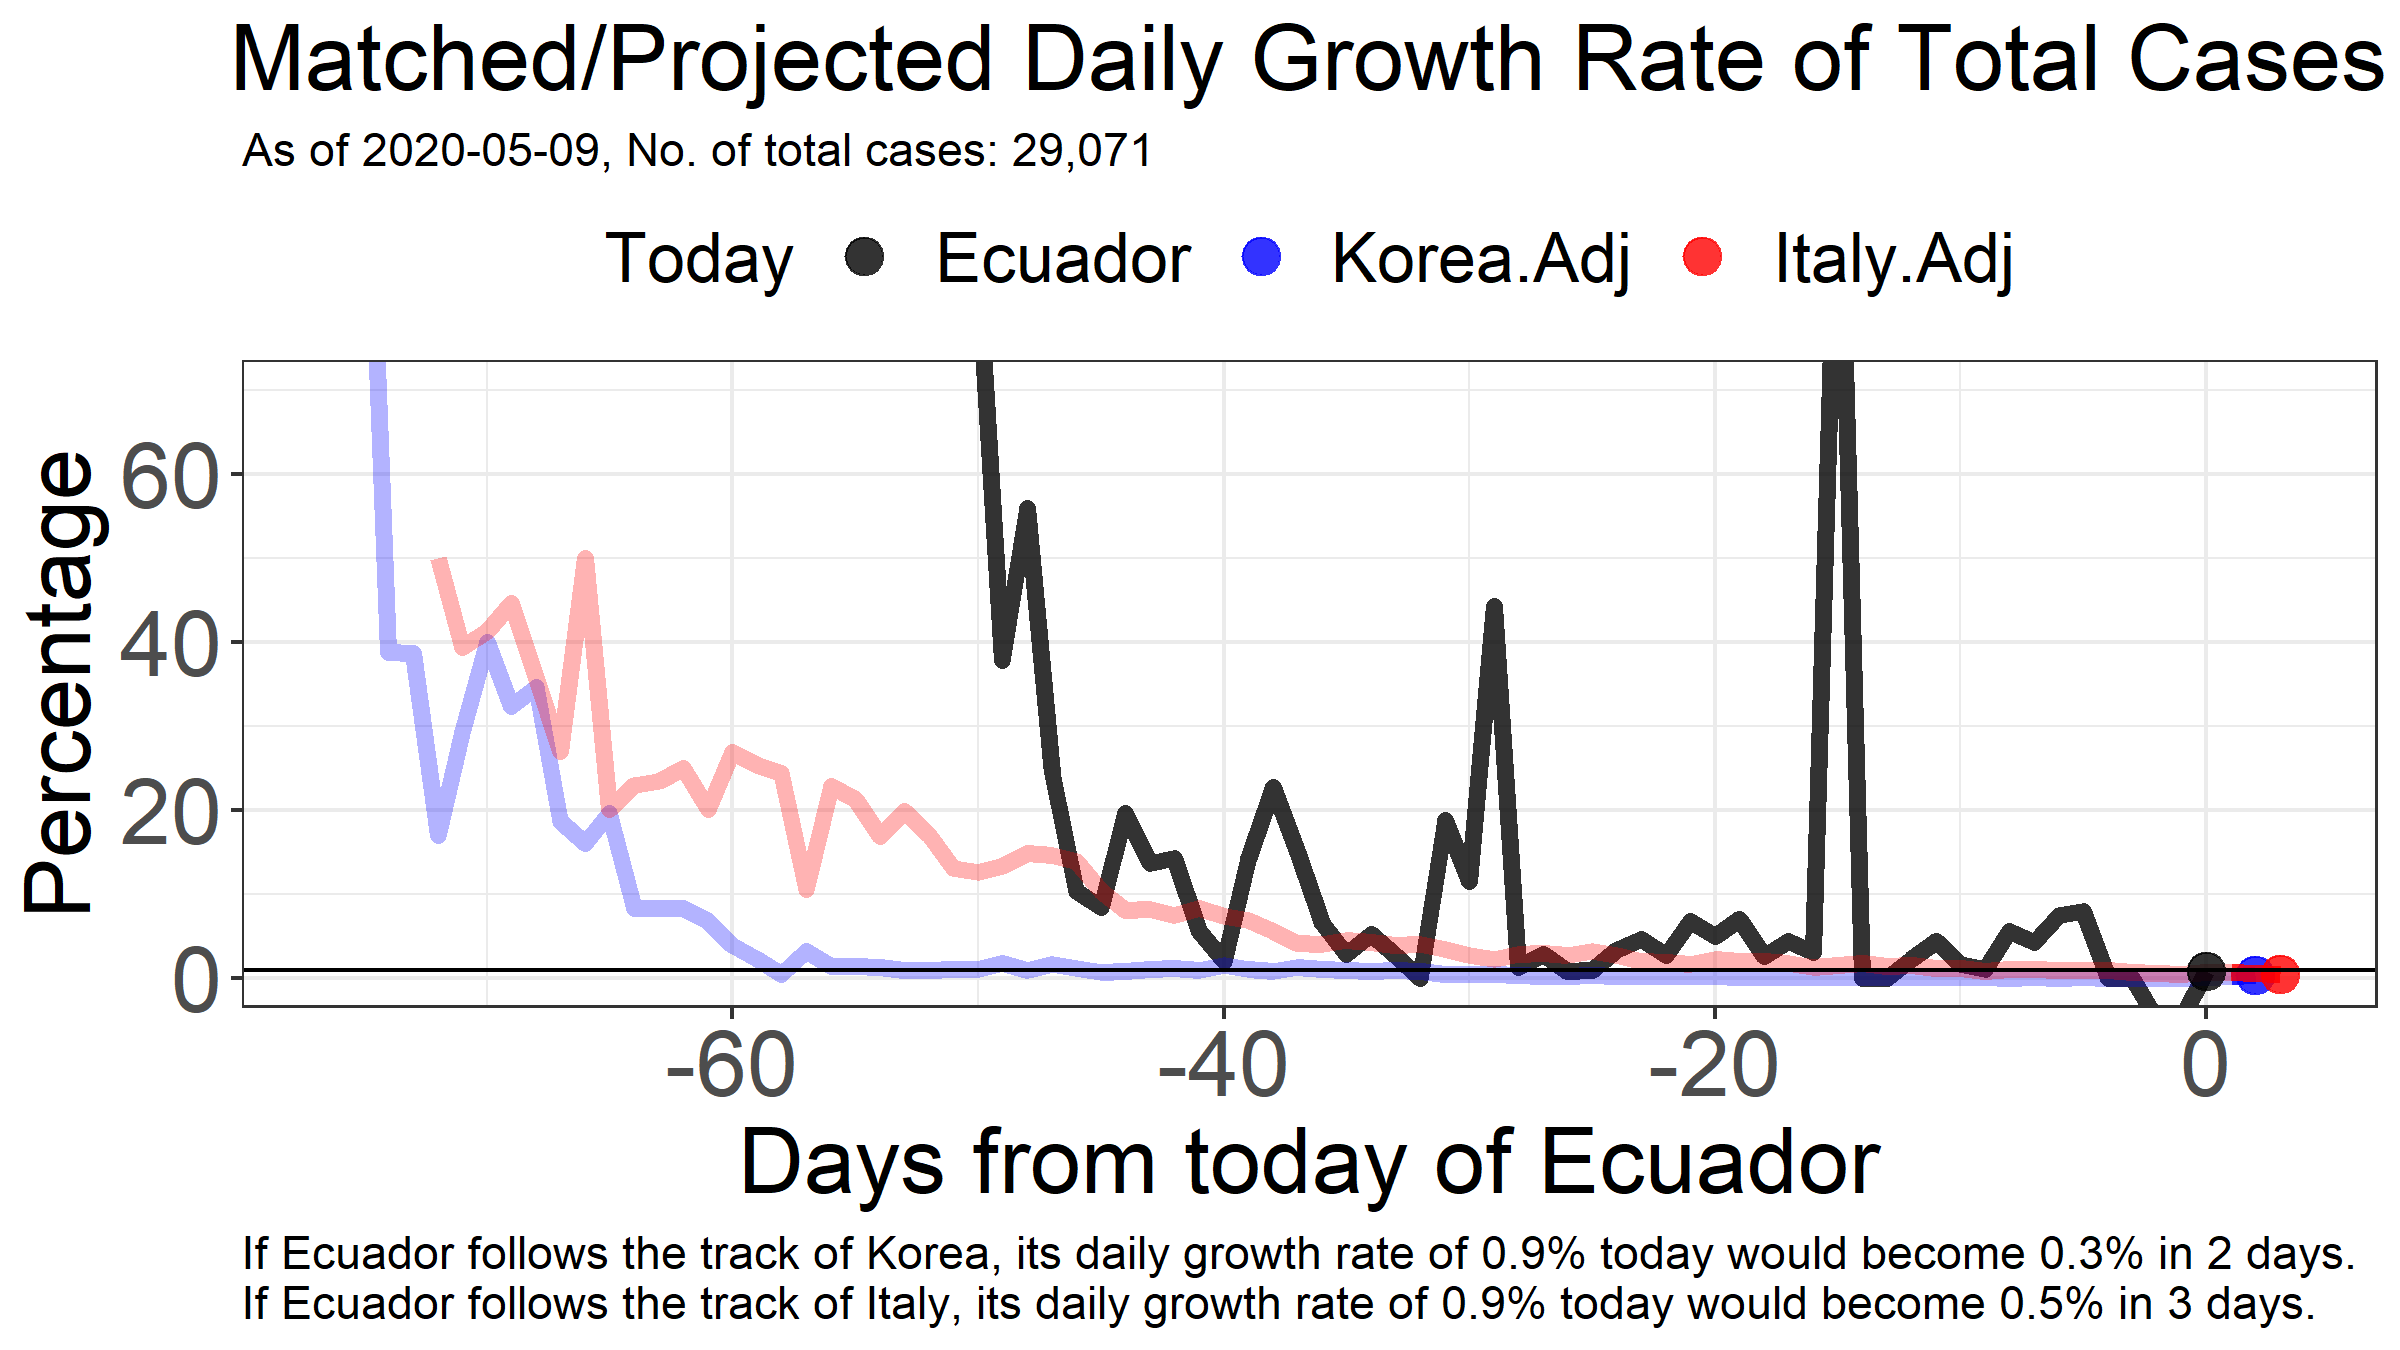 Matched/Projected Daily Growth Rate of Total Cases
As of 2020-05-09, No. of total cases: 29,071
Today Ecuador Korea.Adj Italy.Adj
Percentage
60
40
20
0
-60 -40 -20 0
Days from today of Ecuador
If Ecuador follows the track of Korea, its daily growth rate of 0.9% today would become 0.3% in 2 days.
If Ecuador follows the track of Italy, its daily growth rate of 0.9% today would become 0.5% in 3 days.